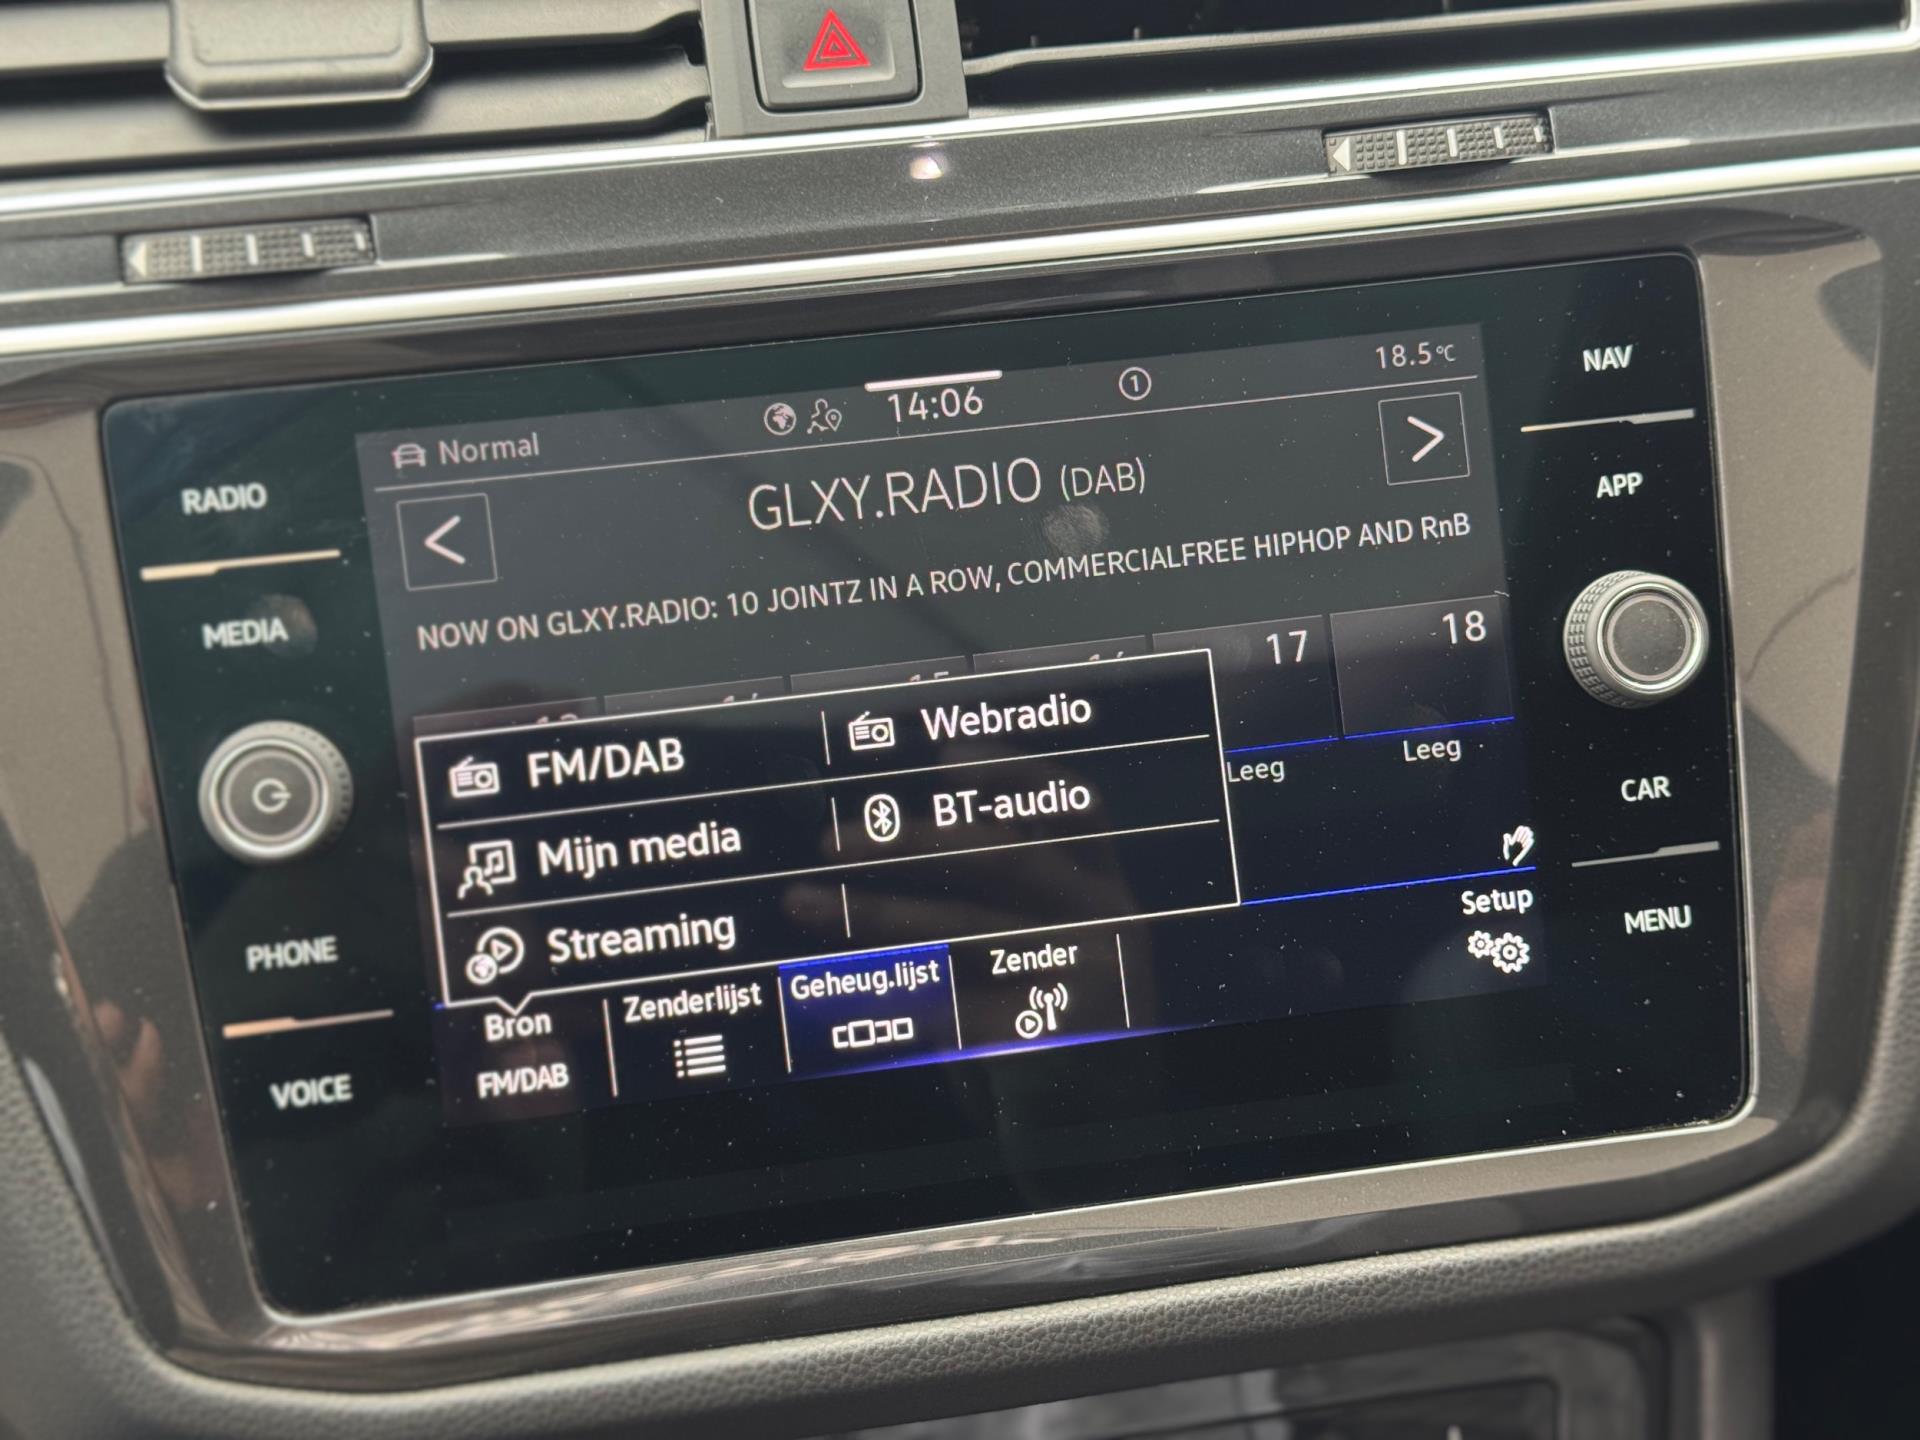 RADIO
MEDIA
PHONE
VOICE
Normal
14:06
1
18.5°C
GLXY.RADIO (DAB)
NOW ON GLXY.RADIO: 10 JOINTZ IN A ROW, COMMERCIALFREE HIPHOP AND RnB
17
18
Leeg
Leeg
FM/DAB
Webradio
Mijn media
BT-audio
Streaming
Bron
FM/DAB
Zenderlijst
Geheug.lijst
Zender
Setup
NAV
APP
CAR
MENU